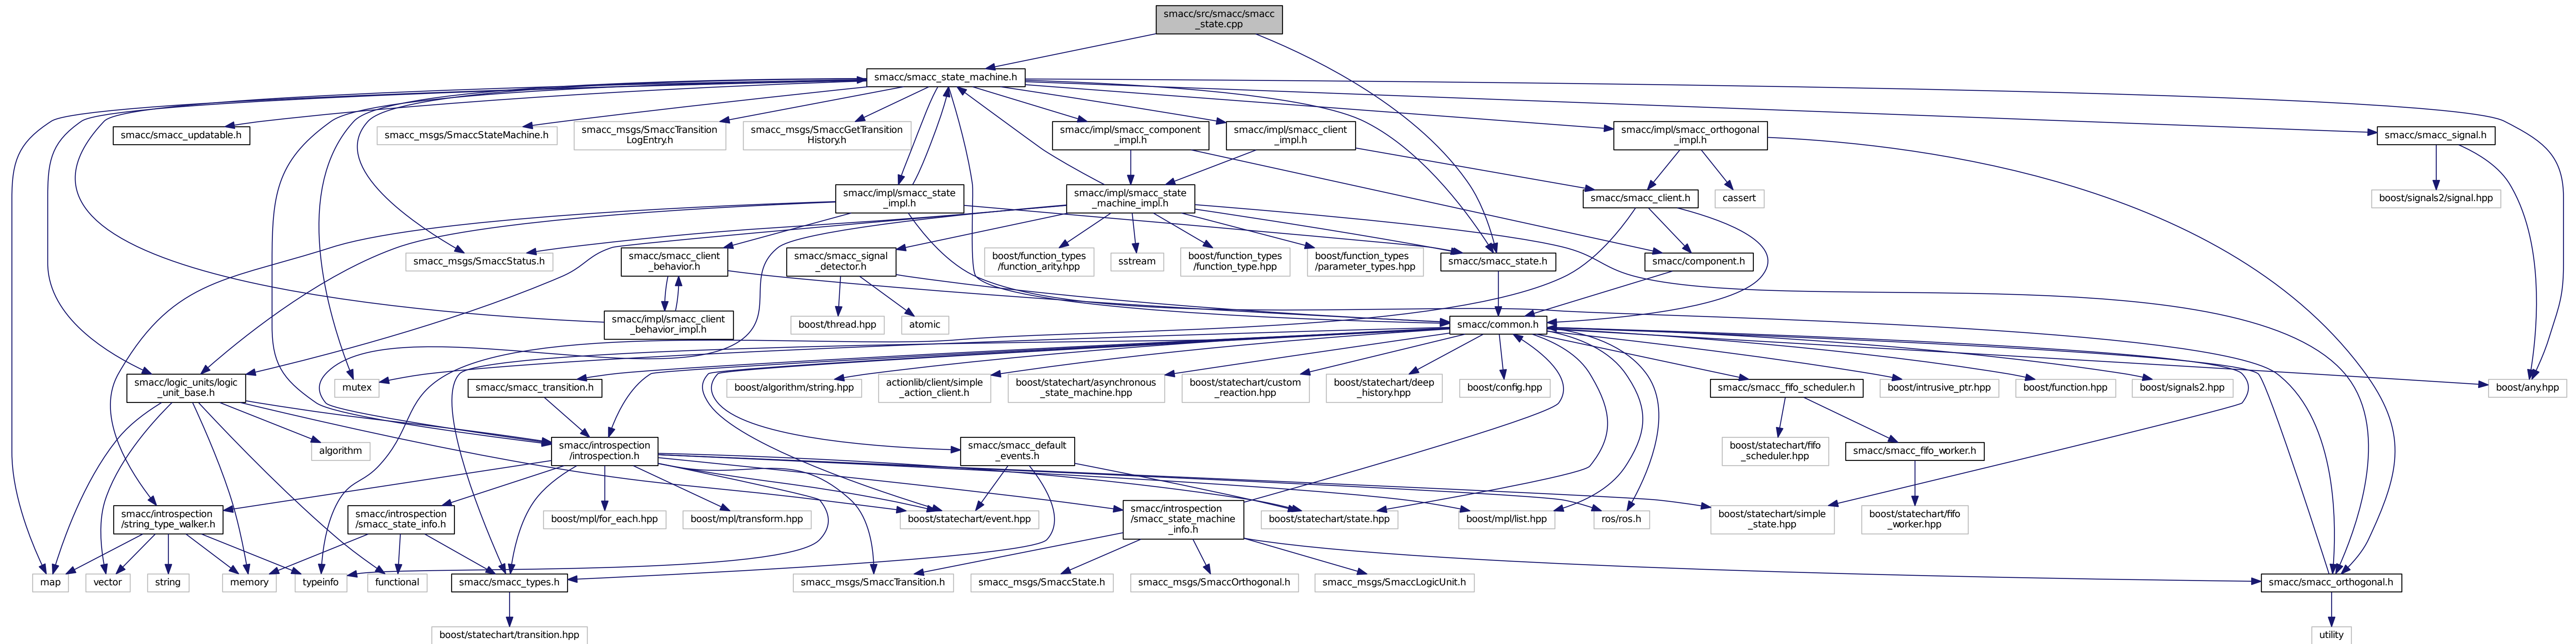 smacc/src/smacc/smacc
_state.cpp
smacc/smacc_state_machine.h
smacc/smacc_updatable.h
smacc_msgs/SmaccStateMachine.h
smacc_msgs/SmaccTransition
LogEntry.h
smacc_msgs/SmaccGetTransition
History.h
smacc/impl/smacc_component
_impl.h
smacc/impl/smacc_client
_impl.h
smacc/impl/smacc_orthogonal
_impl.h
smacc/smacc_signal.h
smacc/impl/smacc_state
_impl.h
smacc/impl/smacc_state
_machine_impl.h
smacc/smacc_client.h
cassert
boost/signals2/signal.hpp
smacc_msgs/SmaccStatus.h
smacc/smacc_client
_behavior.h
smacc/smacc_signal
_detector.h
boost/function_types
/function_arity.hpp
sstream
boost/function_types
/function_type.hpp
boost/function_types
/parameter_types.hpp
smacc/smacc_state.h
smacc/component.h
smacc/impl/smacc_client
_behavior_impl.h
boost/thread.hpp
atomic
smacc/common.h
smacc/logic_units/logic
_unit_base.h
mutex
smacc/smacc_transition.h
boost/algorithm/string.hpp
actionlib/client/simple
_action_client.h
boost/statechart/asynchronous
_state_machine.hpp
boost/statechart/custom
_reaction.hpp
boost/statechart/deep
_history.hpp
boost/config.hpp
smacc/smacc_fifo_scheduler.h
boost/intrusive_ptr.hpp
boost/function.hpp
boost/signals2.hpp
boost/any.hpp
algorithm
smacc/introspection
/introspection.h
smacc/smacc_default
_events.h
boost/statechart/fifo
_scheduler.hpp
smacc/smacc_fifo_worker.h
smacc/introspection
/string_type_walker.h
smacc/introspection
/smacc_state_info.h
boost/mpl/for_each.hpp
boost/mpl/transform.hpp
boost/statechart/event.hpp
smacc/introspection
/smacc_state_machine
_info.h
boost/statechart/state.hpp
boost/mpl/list.hpp
ros/ros.h
boost/statechart/simple
_state.hpp
boost/statechart/fifo
_worker.hpp
map
vector
string
memory
typeinfo
functional
smacc/smacc_types.h
smacc_msgs/SmaccTransition.h
smacc_msgs/SmaccState.h
smacc_msgs/SmaccOrthogonal.h
smacc_msgs/SmaccLogicUnit.h
smacc/smacc_orthogonal.h
boost/statechart/transition.hpp
utility